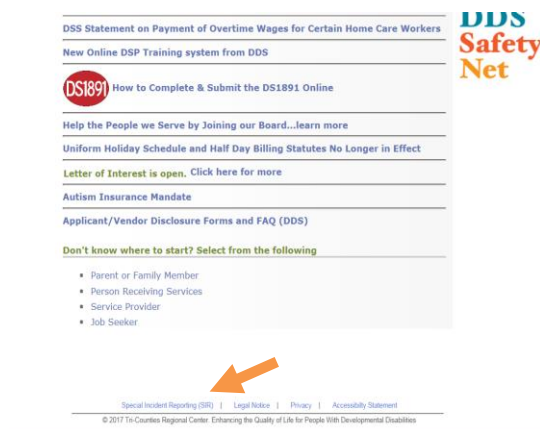 DSS Statement on Payment of Overtime Wages for Certain Home Care Workers
New Online DSP Training system from DDS
DS1891 How to Complete & Submit the DS1891 Online
Help the People we Serve by Joining our Board...learn more
Uniform Holiday Schedule and Half Day Billing Statutes No Longer in Effect
Letter of Interest is open. Click here for more
Autism Insurance Mandate
Applicant/Vendor Disclosure Forms and FAQ (DDS)
Don't know where to start? Select from the following
Parent or Family Member
Person Receiving Services
Service Provider
Job Seeker
DDS
Safety
Net
Special Incident Reporting (SIR) | Legal Notice | Privacy | Accessibility Statement
© 2017 Tri-Counties Regional Center. Enhancing the Quality of Life for People With Developmental Disabilities